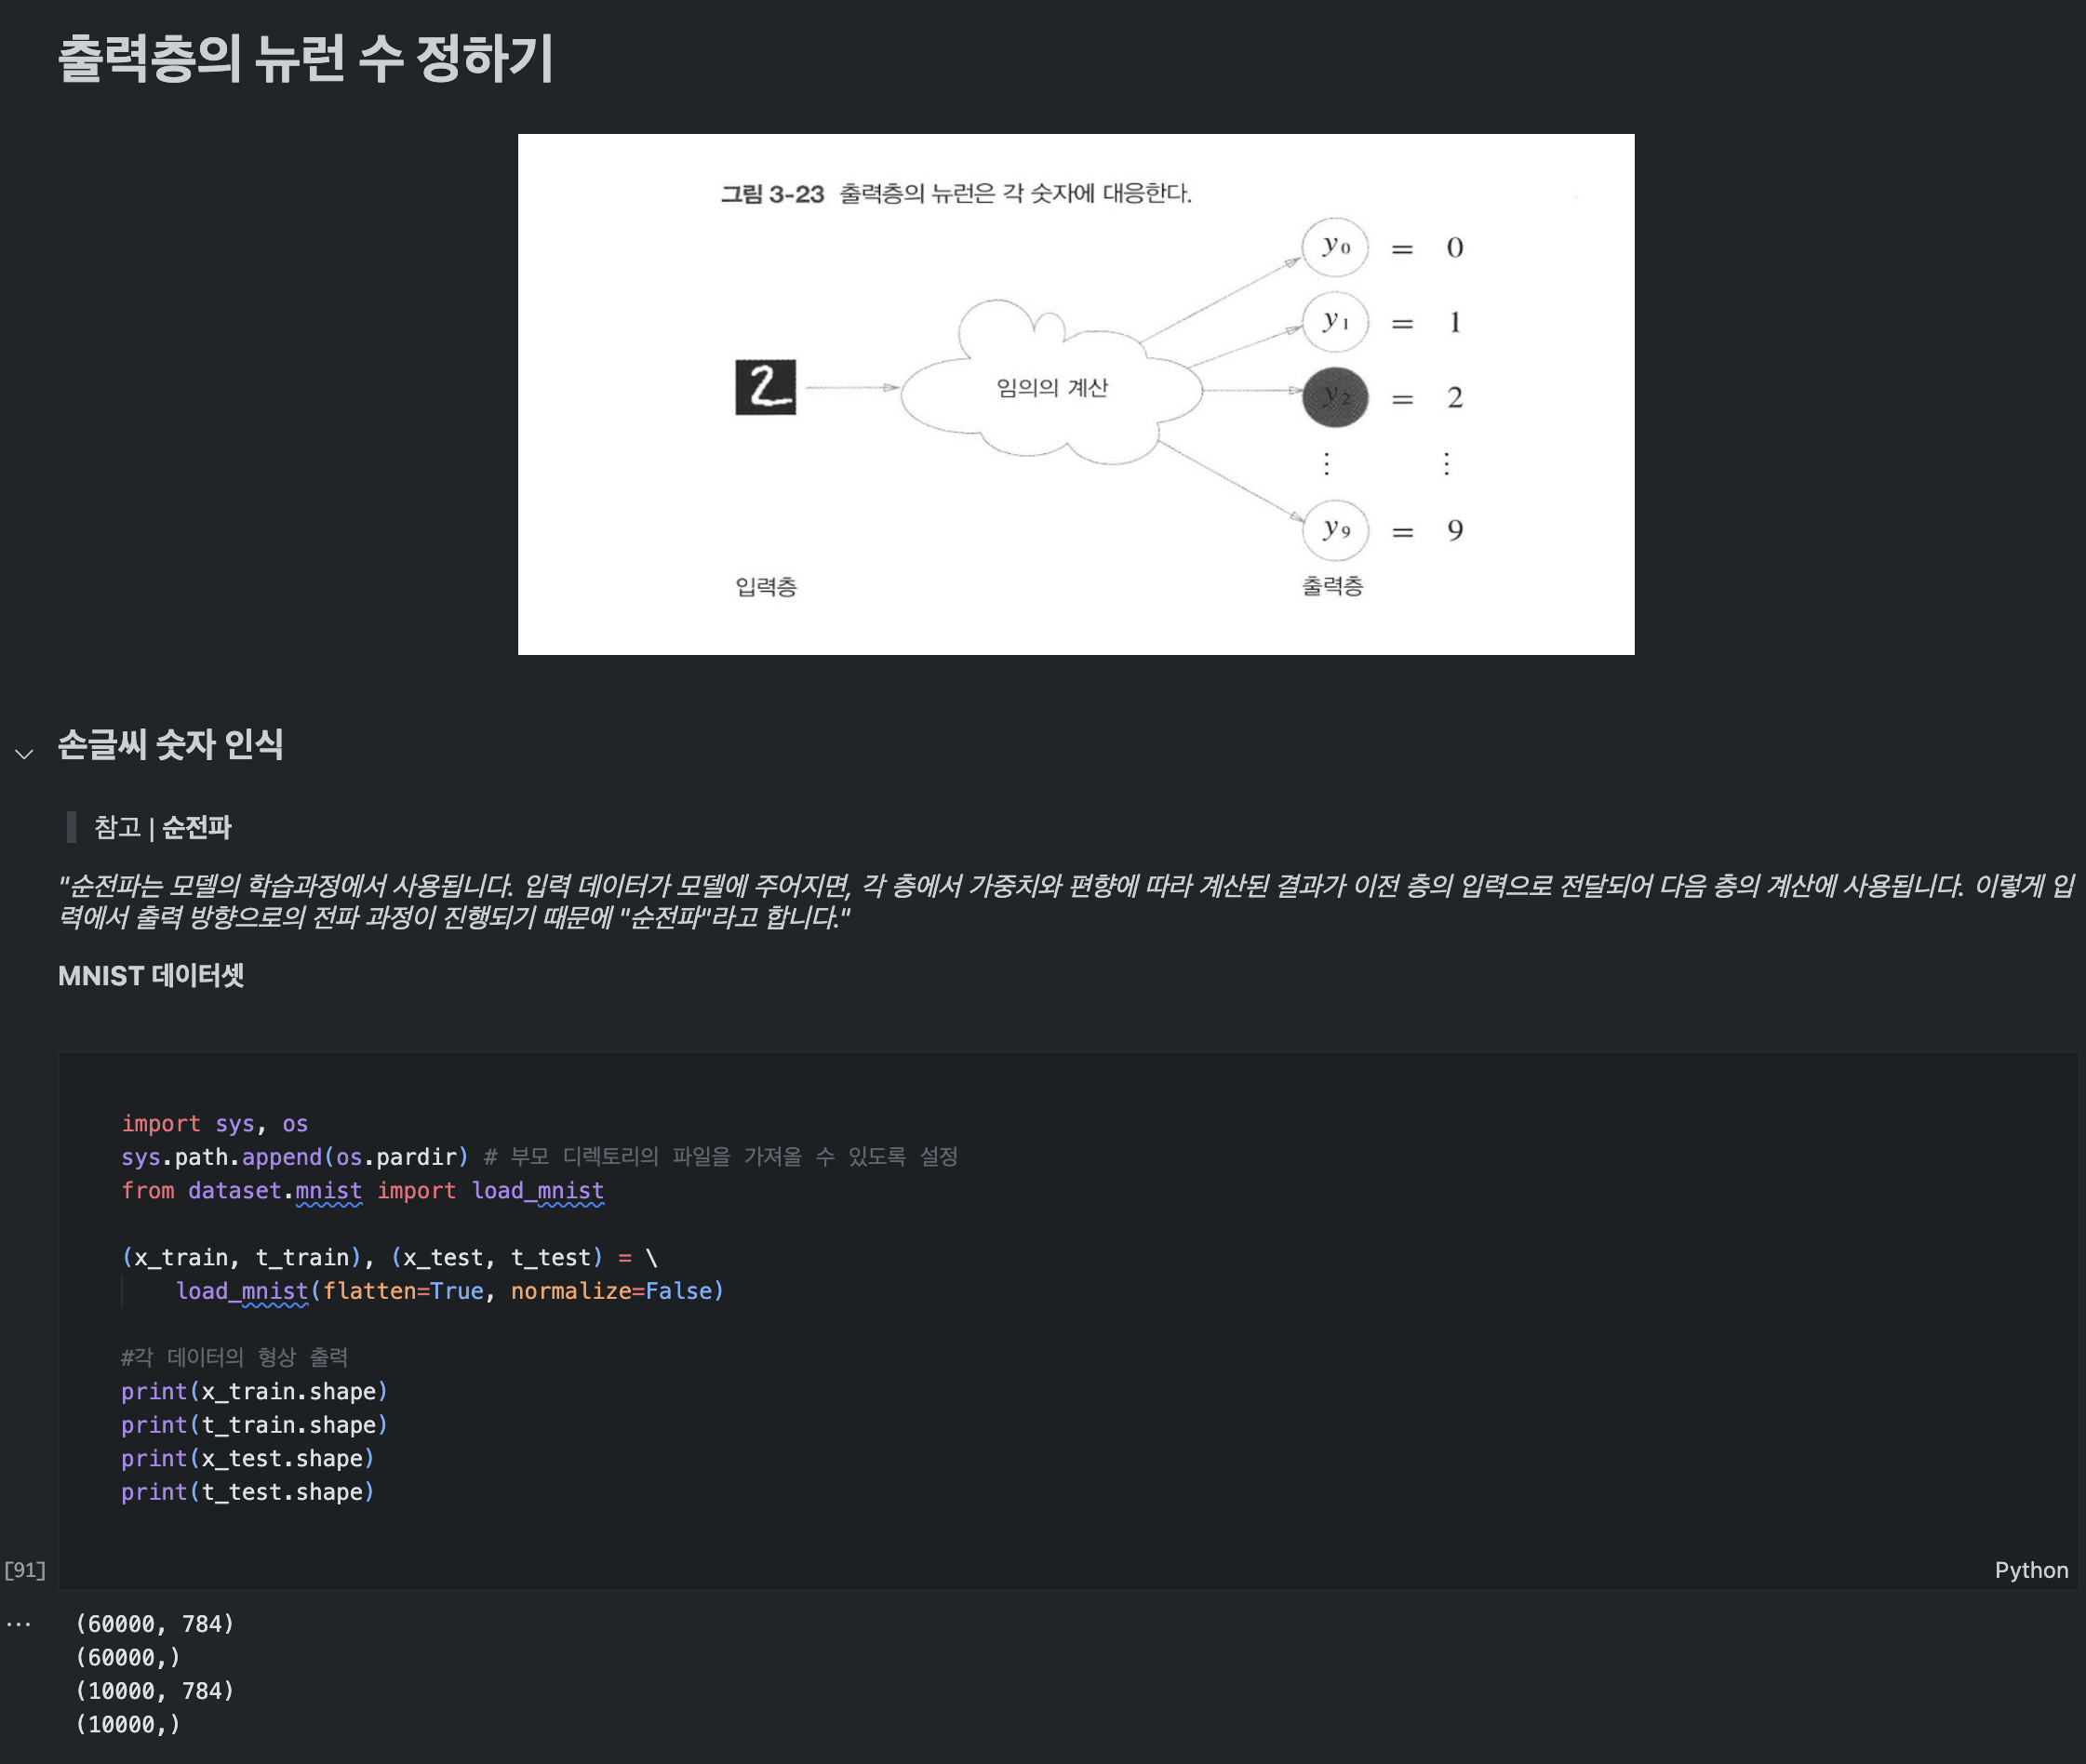 출력층의 뉴런 수 정하기
그림 3-23 출력층의 뉴런은 각 숫자에 대응한다.
y0 = 0
y1 = 1
2
임의의 계산
y2 = 2
⋮ ⋮
y9 = 9
입력층 출력층
손글씨 숫자 인식
참고 | 순전파
"순전파는 모델의 학습과정에서 사용됩니다. 입력 데이터가 모델에 주어지면, 각 층에서 가중치와 편향에 따라 계산된 결과가 이전 층의 입력으로 전달되어 다음 층의 계산에 사용됩니다. 이렇게 입
력에서 출력 방향으로의 전파 과정이 진행되기 때문에 "순전파"라고 합니다."
MNIST 데이터셋
import sys, os
sys.path.append(os.pardir) # 부모 디렉토리의 파일을 가져올 수 있도록 설정
from dataset.mnist import load_mnist
(x_train, t_train), (x_test, t_test) = \
load_mnist(flatten=True, normalize=False)
#각 데이터의 형상 출력
print(x_train.shape)
print(t_train.shape)
print(x_test.shape)
print(t_test.shape)
[91]
Python
... (60000, 784)
(60000,)
(10000, 784)
(10000,)